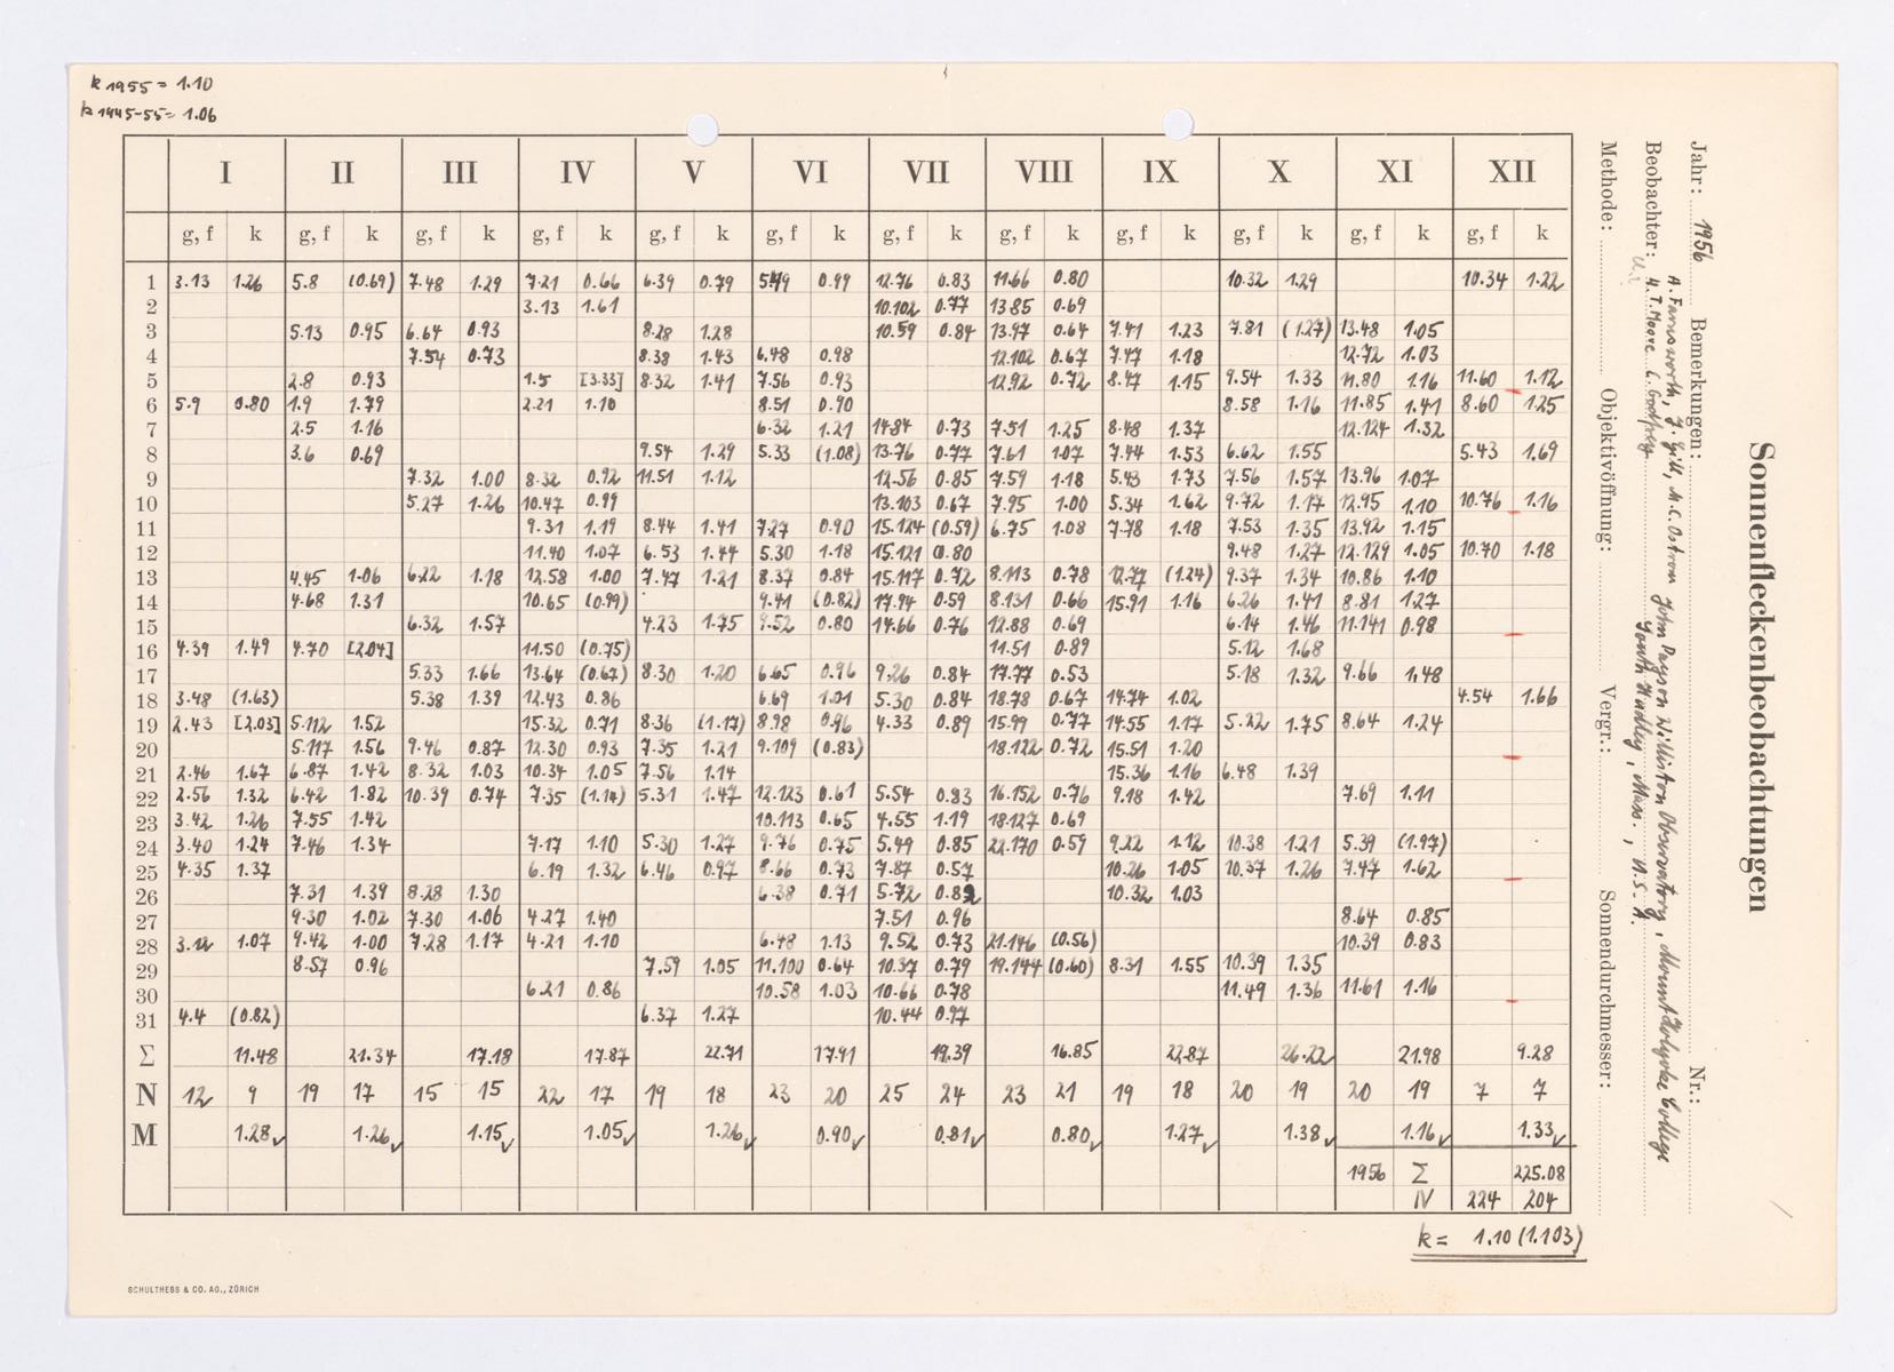 k 1955 = 1.10
k 1945-55 = 1.06
I II III IV V VI VII VIII IX X XI XII
g, f k g, f k g, f k g, f k g, f k g, f k g, f k g, f k g, f k g, f k g, f k g, f k
1 3.13 1.26 5.8 (0.69) 7.48 1.29 7.21 0.66 6.39 0.79 0.99 12.76 0.83 11.66 0.80 10.32 1.29 10.34 1.22
2 3.13 1.61 10.102 0.77 13.85 0.69
3 5.13 0.95 6.64 0.93 8.28 1.28 10.59 0.84 13.97 0.64 7.41 1.23 7.81 (1.27) 13.48 1.05
4 7.54 0.73 8.38 1.43 6.48 0.98 12.102 0.67 7.47 1.18 12.72 1.03
5 2.8 0.93 1.5 [3.33] 8.32 1.41 7.56 0.93 12.92 0.72 8.47 1.15 9.54 1.33 11.80 1.16 11.60 1.12
6 5.9 0.80 1.9 1.79 2.21 1.10 8.51 0.90 8.58 1.16 11.85 1.41 8.60 1.25
7 2.5 1.16 6.32 1.21 14.84 0.73 7.51 1.25 8.48 1.37 12.124 1.32
8 3.6 0.69 9.54 1.29 5.33 (1.08) 13.76 0.77 7.61 1.07 7.44 1.53 6.62 1.55 5.43 1.69
9 7.32 1.00 8.32 0.92 11.51 1.12 12.56 0.85 7.59 1.18 5.43 1.73 7.56 1.57 13.96 1.07
10 5.27 1.26 10.47 0.99 13.103 0.67 7.95 1.00 5.34 1.62 9.72 1.17 12.95 1.10 10.76 1.16
11 9.31 1.19 8.44 1.41 7.27 0.90 15.124 (0.59) 6.75 1.08 7.78 1.18 7.53 1.35 13.92 1.15
12 11.40 1.07 6.53 1.44 5.30 1.18 15.121 0.80 9.48 1.27 12.129 1.05 10.70 1.18
13 4.45 1.06 6.22 1.18 12.58 1.00 7.47 1.21 8.37 0.84 15.117 0.72 8.113 0.78 12.77 (1.24) 9.37 1.34 10.86 1.10
14 4.68 1.31 10.65 (0.99) 9.41 (0.82) 17.94 0.59 8.131 0.66 15.91 1.16 6.26 1.41 8.81 1.27
15 6.32 1.57 4.23 1.75 9.52 0.80 14.66 0.76 12.88 0.69 6.14 1.46 11.141 0.98
16 4.39 1.49 4.70 [2.04] 11.50 (0.75) 11.51 0.89 5.12 1.68
17 5.33 1.66 13.64 (0.67) 8.30 1.20 6.65 0.96 9.26 0.84 17.77 0.53 5.18 1.32 9.66 1.48
18 3.48 (1.63) 5.38 1.39 12.43 0.86 6.69 1.01 5.30 0.84 18.78 0.67 14.74 1.02 4.54 1.66
19 2.43 [2.03] 5.112 1.52 15.32 0.71 8.36 (1.17) 8.98 0.96 4.33 0.89 15.99 0.77 14.55 1.17 5.22 1.75 8.64 1.24
20 5.117 1.56 9.46 0.87 12.30 0.93 7.35 1.21 9.109 (0.83) 18.122 0.72 15.51 1.20
21 2.46 1.67 6.87 1.42 8.32 1.03 10.34 1.05 7.56 1.14 15.36 1.16 6.48 1.39
22 2.56 1.32 6.42 1.82 10.39 0.74 7.35 (1.14) 5.31 1.47 12.123 0.61 5.54 0.83 16.152 0.76 9.18 1.42 7.69 1.11
23 3.42 1.26 7.55 1.42 10.113 0.65 4.55 1.19 18.127 0.69
24 3.40 1.24 7.46 1.34 7.17 1.10 5.30 1.27 9.76 0.75 5.49 0.85 22.170 0.59 9.22 1.12 10.38 1.21 5.39 (1.97)
25 4.35 1.37 6.19 1.32 6.46 0.97 8.66 0.73 7.87 0.57 10.26 1.05 10.37 1.26 7.47 1.62
26 7.31 1.39 8.28 1.30 6.38 0.71 5.72 10.32 1.03
27 9.30 1.02 7.30 1.06 4.27 1.40 7.51 0.96 8.64 0.85
28 3.12 1.07 9.42 1.00 7.28 1.17 4.21 1.10 6.48 1.13 9.52 0.73 21.146 (0.56) 10.39 0.83
29 8.57 0.96 7.59 1.05 11.100 0.64 10.37 0.79 19.144 (0.60) 8.31 1.55 10.39 1.35
30 6.21 0.86 10.58 1.03 10.66 0.78 11.49 1.36 11.61 1.16
31 4.4 (0.82) 6.37 1.27 10.44 0.97
Σ 11.48 21.34 17.18 17.87 22.71 17.91 19.39 16.85 22.87 26.22 21.98 9.28
N 12 9 19 17 15 15 22 17 19 18 23 20 25 24 23 21 19 18 20 19 20 19 7 7
M 1.28✓ 1.26✓ 1.15✓ 1.05✓ 1.26✓ 0.90✓ 0.81✓ 0.80✓ 1.27✓ 1.38✓ 1.16✓ 1.33✓
1956 Σ 225.08
N 224 204
k = 1.10 (1.103)
SCHULTHESS & CO. AG., ZÜRICH
Sonnenfleckenbeobachtungen
Jahr: 1956 Bemerkungen: Nr.:
A. Farnsworth, J. Gill, M.C. Ostrom John Payson Williston Observatory, Mount Holyoke College
Beobachter: H.T. Moore C. Godfrey South Hadley, Mass., U.S.A.
Methode: Objektivöffnung: Vergr.: Sonnendurchmesser: